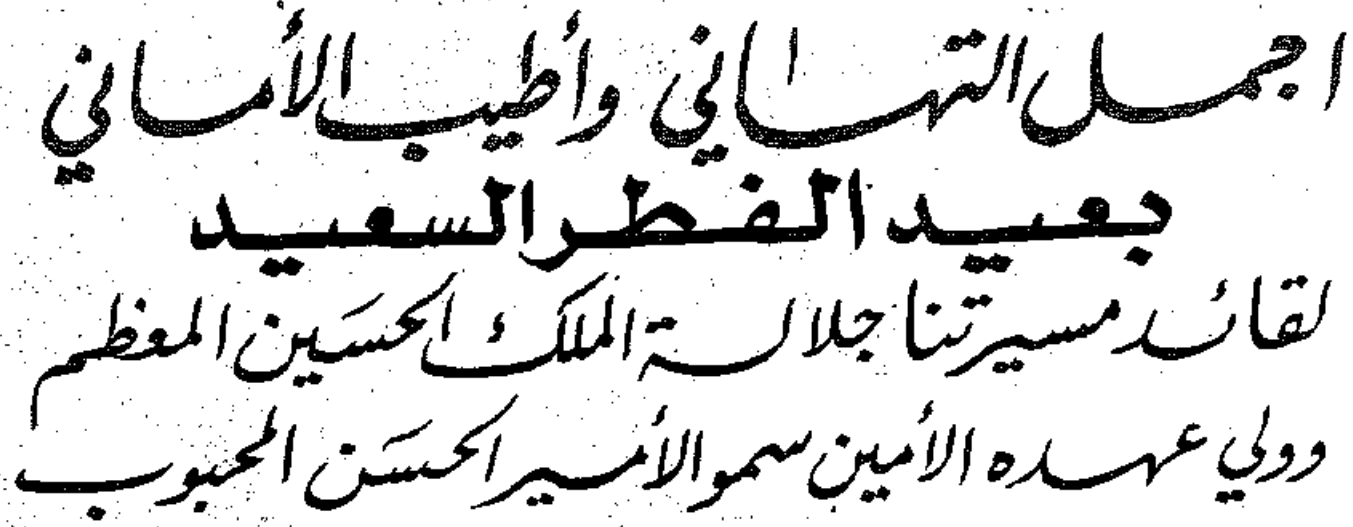 اجمل التهاني وأطيب الأماني
بعيد الفطر السعيد
لقائد مسيرتنا جلالة الملك الحسين المعظم
وولي عهده الأمين سمو الأمير الحسن المحبوب